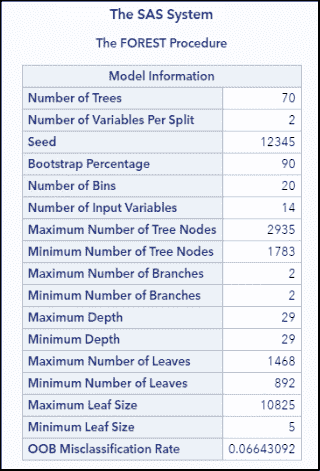 The SAS System
The FOREST Procedure
Model Information
Number of Trees 70
Number of Variables Per Split 2
Seed 12345
Bootstrap Percentage 90
Number of Bins 20
Number of Input Variables 14
Maximum Number of Tree Nodes 2935
Minimum Number of Tree Nodes 1783
Maximum Number of Branches 2
Minimum Number of Branches 2
Maximum Depth 29
Minimum Depth 29
Maximum Number of Leaves 1468
Minimum Number of Leaves 892
Maximum Leaf Size 10825
Minimum Leaf Size 5
OOB Misclassification Rate 0.06643092